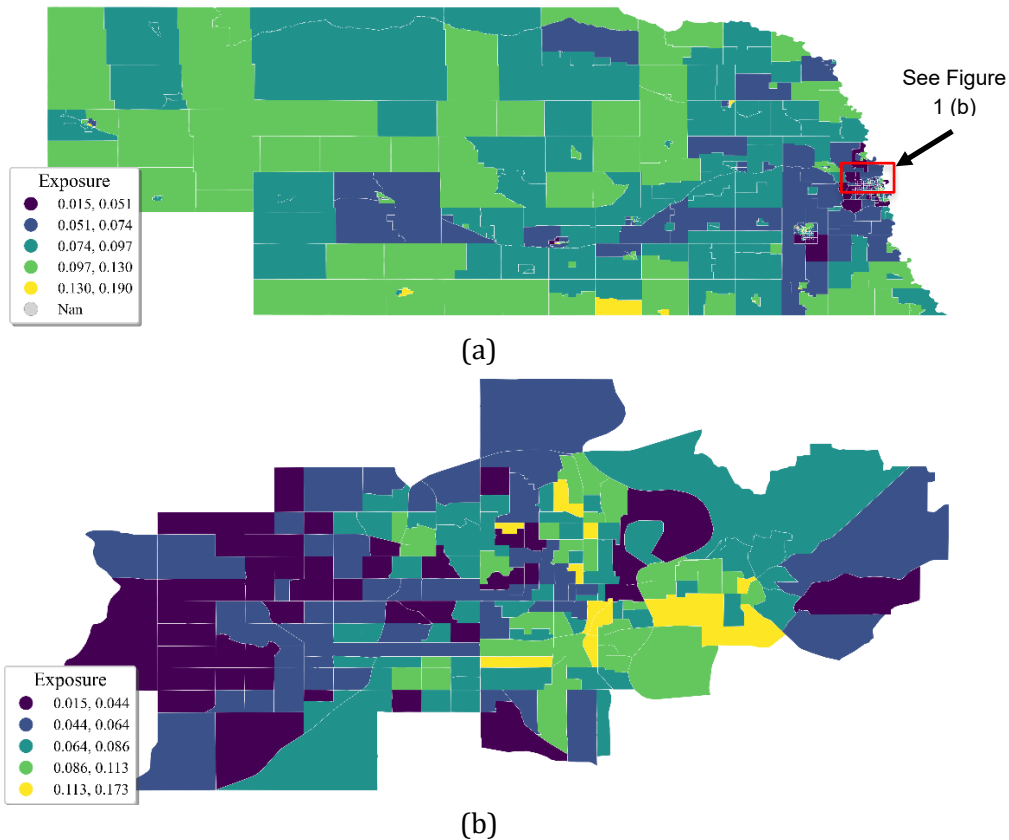 See Figure
1 (b)
Exposure
0.015, 0.051
0.051, 0.074
0.074, 0.097
0.097, 0.130
0.130, 0.190
Nan
(a)
Exposure
0.015, 0.044
0.044, 0.064
0.064, 0.086
0.086, 0.113
0.113, 0.173
(b)